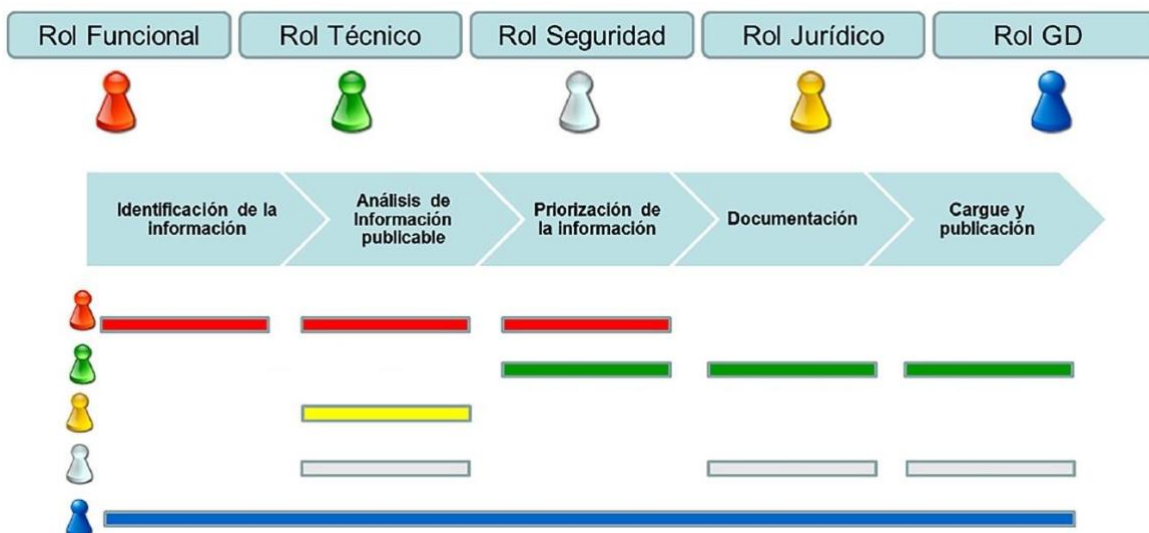 Rol Funcional
Rol Técnico
Rol Seguridad
Rol Jurídico
Rol GD
Identificación de la
información
Análisis de
Información
publicable
Priorización de
la información
Documentación
Cargue y
publicación